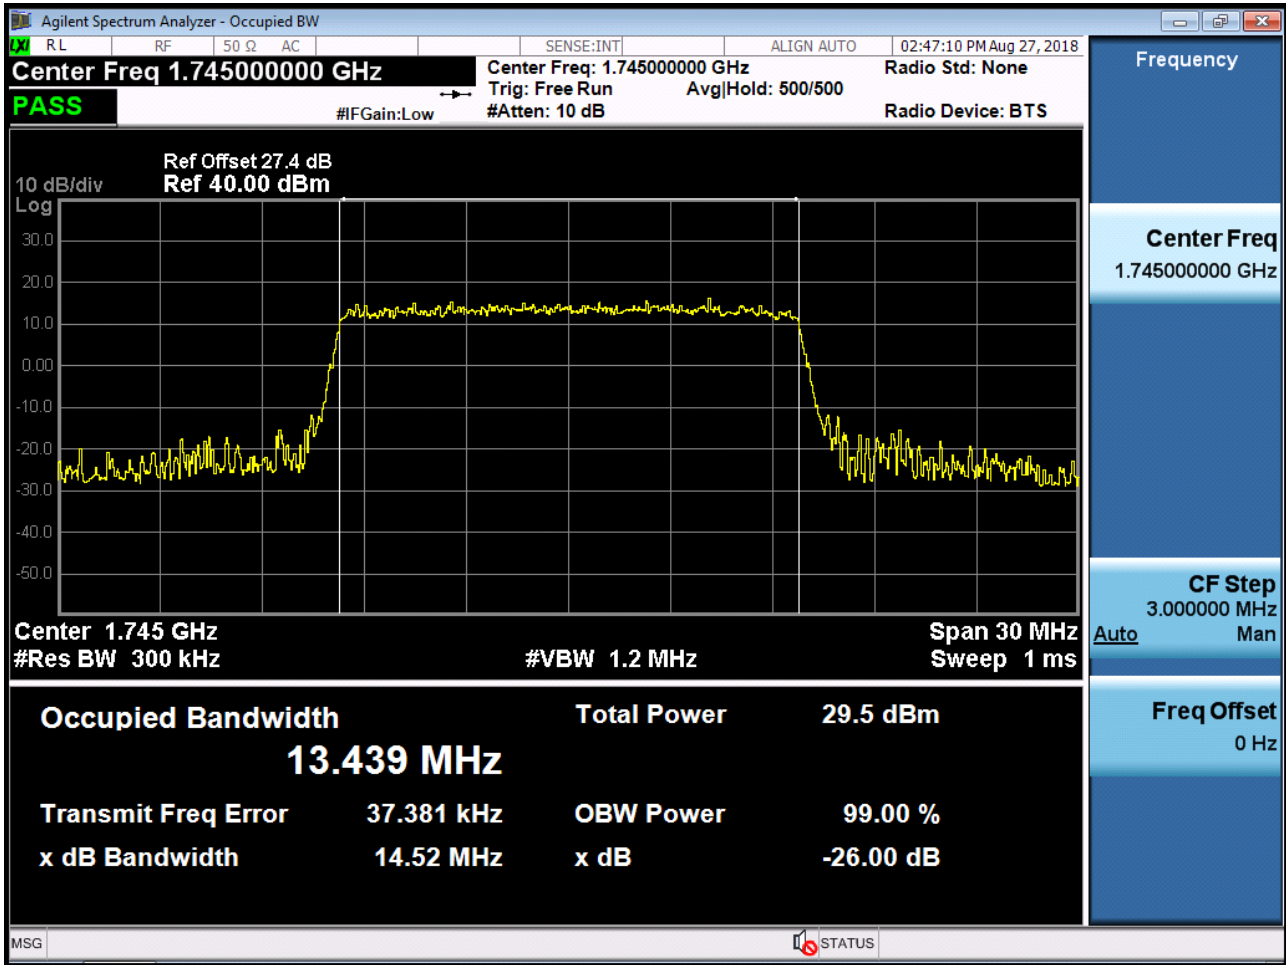 Agilent Spectrum Analyzer - Occupied BW
LXI RL RF 50 Ω AC SENSE:INT ALIGN AUTO 02:47:10 PM Aug 27, 2018
Center Freq 1.745000000 GHz
PASS
#IFGain:Low
Center Freq: 1.745000000 GHz
Trig: Free Run Avg|Hold: 500/500
#Atten: 10 dB
Radio Std: None
Radio Device: BTS
Ref Offset 27.4 dB
10 dB/div Ref 40.00 dBm
Log
30.0
20.0
10.0
0.00
-10.0
-20.0
-30.0
-40.0
-50.0
Center 1.745 GHz Span 30 MHz
#Res BW 300 kHz #VBW 1.2 MHz Sweep 1 ms
Occupied Bandwidth Total Power 29.5 dBm
13.439 MHz
Transmit Freq Error 37.381 kHz OBW Power 99.00 %
x dB Bandwidth 14.52 MHz x dB -26.00 dB
Frequency
Center Freq
1.745000000 GHz
CF Step
3.000000 MHz
Auto Man
Freq Offset
0 Hz
MSG STATUS